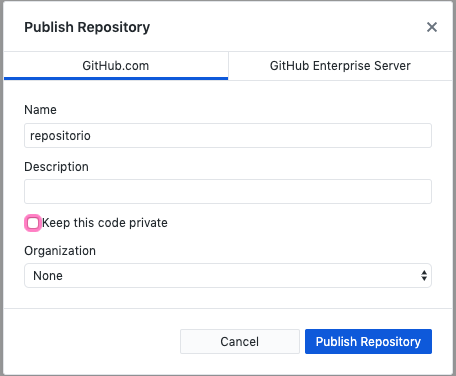 Publish Repository
GitHub.com
GitHub Enterprise Server
Name
repositorio
Description
Keep this code private
Organization
None
Cancel
Publish Repository